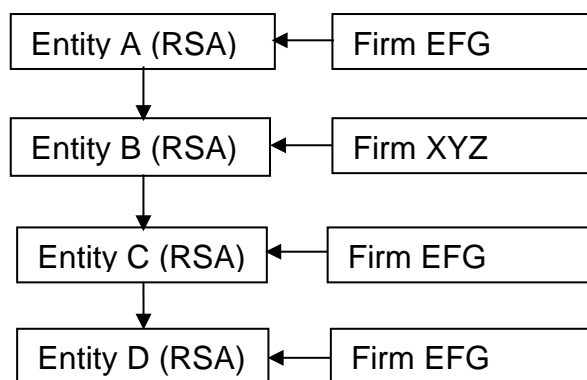 Entity A (RSA) Firm EFG
Entity B (RSA) Firm XYZ
Entity C (RSA) Firm EFG
Entity D (RSA) Firm EFG